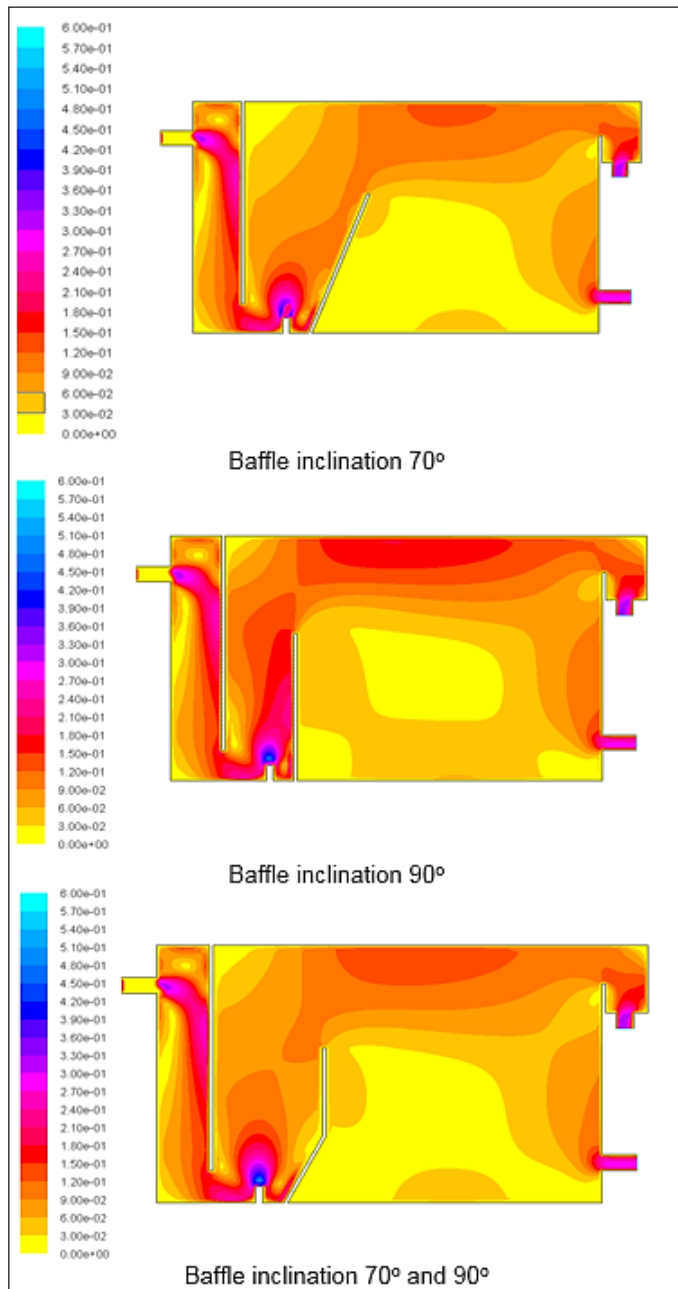 6.00e-01
5.70e-01
5.40e-01
5.10e-01
4.80e-01
4.50e-01
4.20e-01
3.90e-01
3.60e-01
3.30e-01
3.00e-01
2.70e-01
2.40e-01
2.10e-01
1.80e-01
1.50e-01
1.20e-01
9.00e-02
6.00e-02
3.00e-02
0.00e+00
Baffle inclination 70º
6.00e-01
5.70e-01
5.40e-01
5.10e-01
4.80e-01
4.50e-01
4.20e-01
3.90e-01
3.60e-01
3.30e-01
3.00e-01
2.70e-01
2.40e-01
2.10e-01
1.80e-01
1.50e-01
1.20e-01
9.00e-02
6.00e-02
3.00e-02
0.00e+00
Baffle inclination 90º
6.00e-01
5.70e-01
5.40e-01
5.10e-01
4.80e-01
4.50e-01
4.20e-01
3.90e-01
3.60e-01
3.30e-01
3.00e-01
2.70e-01
2.40e-01
2.10e-01
1.80e-01
1.50e-01
1.20e-01
9.00e-02
6.00e-02
3.00e-02
0.00e+00
Baffle inclination 70º and 90º